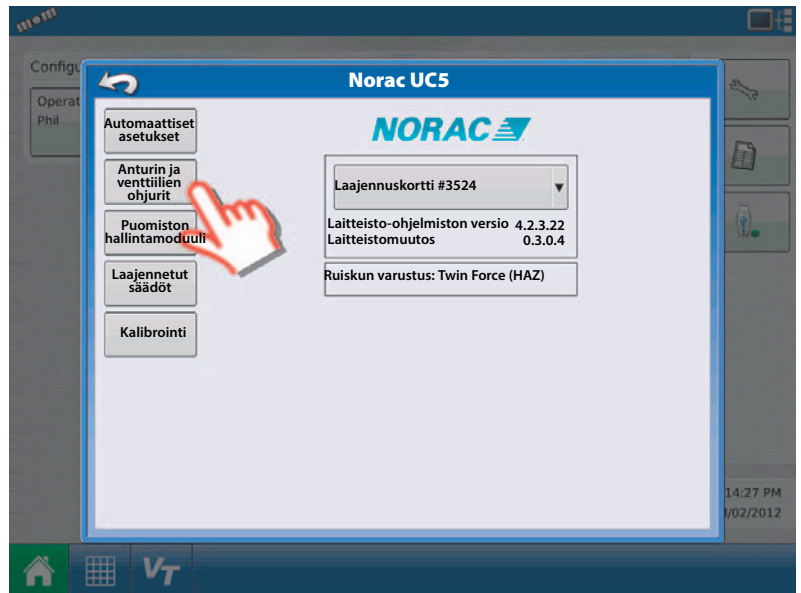 Configu
Operat
Phil
Norac UC5
Automaattiset
asetukset
Anturin ja
venttiilien
ohjurit
Puomiston
hallintamoduuli
Laajennetut
säädöt
Kalibrointi
NORAC
Laajennuskortti #3524
Laitteisto-ohjelmiston versio 4.2.3.22
Laitteistomuutos 0.3.0.4
Ruiskun varustus: Twin Force (HAZ)
14:27 PM
/02/2012
VT